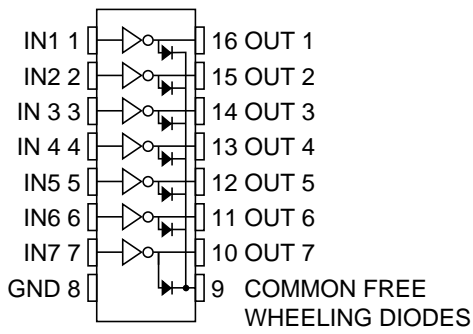 IN1 1 16 OUT 1
IN2 2 15 OUT 2
IN 3 3 14 OUT 3
IN 4 4 13 OUT 4
IN5 5 12 OUT 5
IN6 6 11 OUT 6
IN7 7 10 OUT 7
GND 8 9 COMMON FREE
WHEELING DIODES